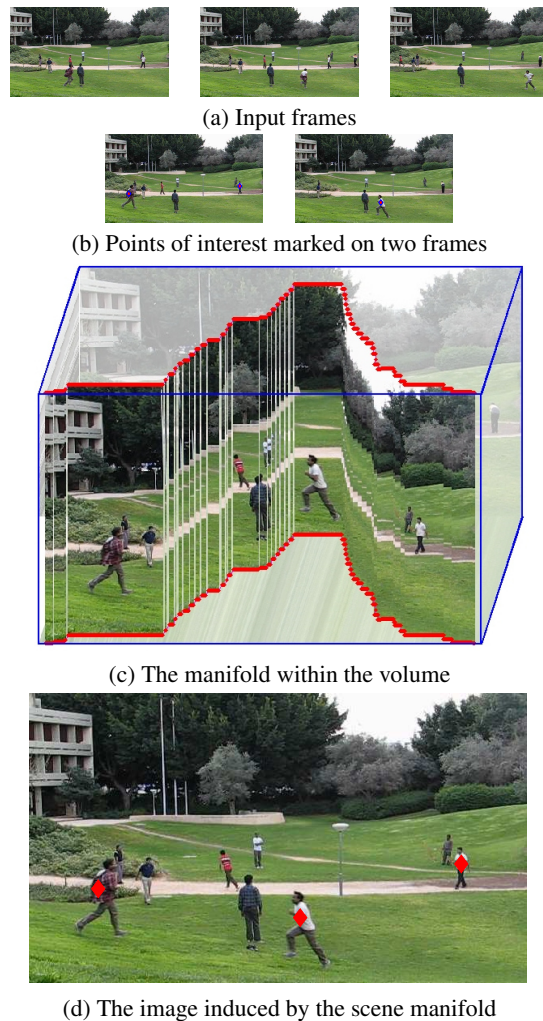 (a) Input frames
(b) Points of interest marked on two frames
(c) The manifold within the volume
(d) The image induced by the scene manifold